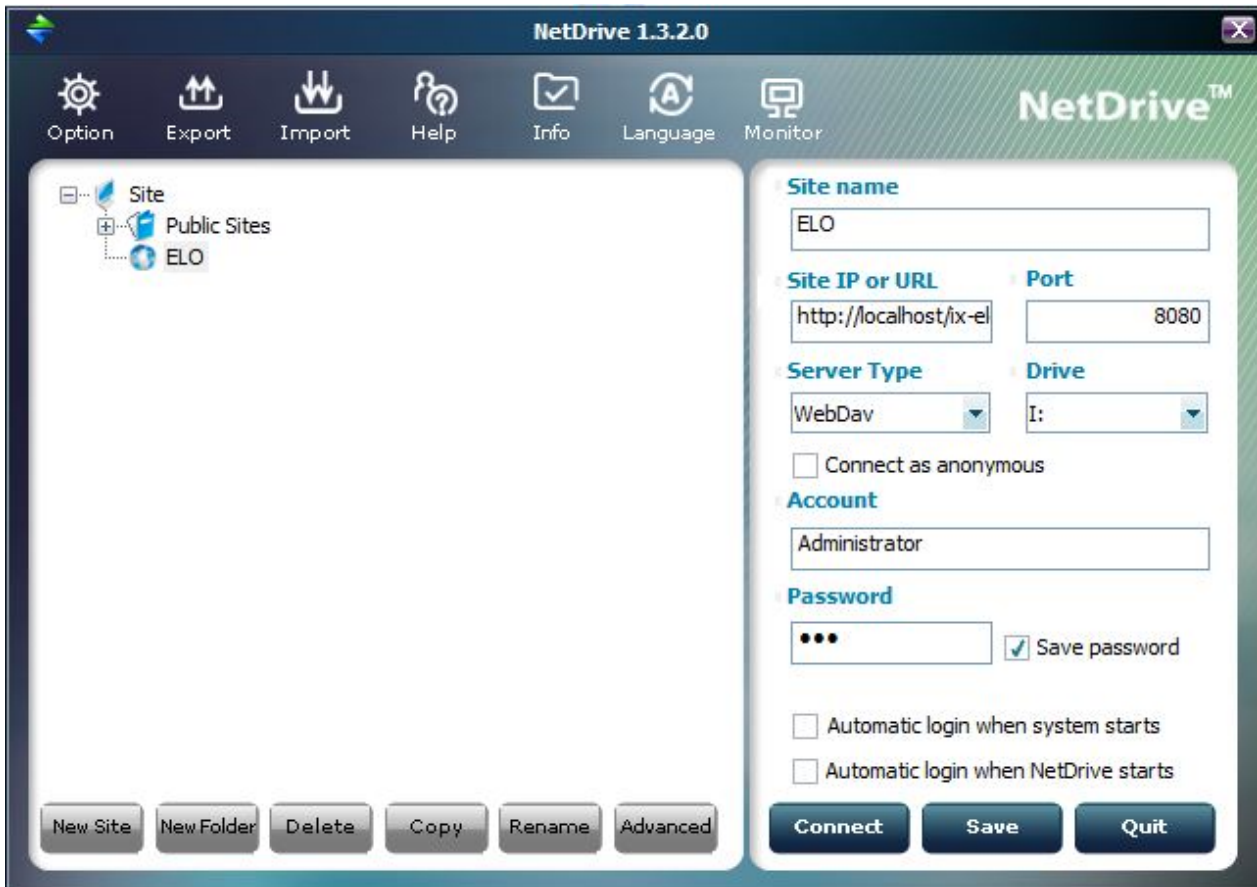 NetDrive 1.3.2.0
Option Export Import Help Info Language Monitor
NetDrive™
Site
Public Sites
ELO
Site name
ELO
Site IP or URL Port
http://localhost/ix-el 8080
Server Type Drive
WebDav I:
Connect as anonymous
Account
Administrator
Password
●●● Save password
Automatic login when system starts
Automatic login when NetDrive starts
New Site New Folder Delete Copy Rename Advanced
Connect Save Quit